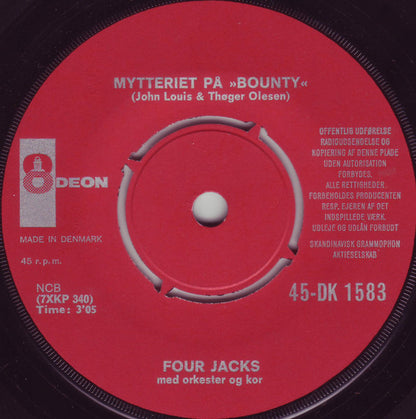 MYTTERIET PÅ »BOUNTY«
(John Louis & Thøger Olesen)
ODEON
MADE IN DENMARK
45 r.p.m.
NCB
(7XKP 340)
Time: 3'05
OFFENTLIG UDFØRELSE
RADIOUDSENDELSE OG
KOPIERING AF DENNE PLADE
UDEN AUTORISATION
FORBYDES.
ALLE RETTIGHEDER
FORBEHOLDES PRODUCENTEN
RESP. EJEREN AF DET
INDSPILLEDE VÆRK.
UDLEJE OG UDLÅN FORBUDT
SKANDINAVISK GRAMMOPHON
AKTIESELSKAB
45-DK 1583
FOUR JACKS
med orkester og kor